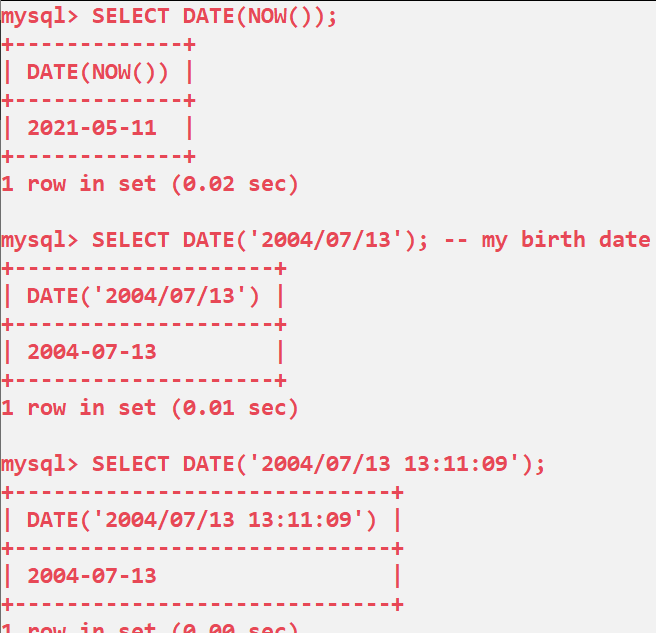 mysql> SELECT DATE(NOW());
+-------------+
| DATE(NOW()) |
+-------------+
| 2021-05-11  |
+-------------+
1 row in set (0.02 sec)

mysql> SELECT DATE('2004/07/13'); -- my birth date
+--------------------+
| DATE('2004/07/13') |
+--------------------+
| 2004-07-13         |
+--------------------+
1 row in set (0.01 sec)

mysql> SELECT DATE('2004/07/13 13:11:09');
+-----------------------------+
| DATE('2004/07/13 13:11:09') |
+-----------------------------+
| 2004-07-13                  |
+-----------------------------+
1 row in set (0.00 sec)